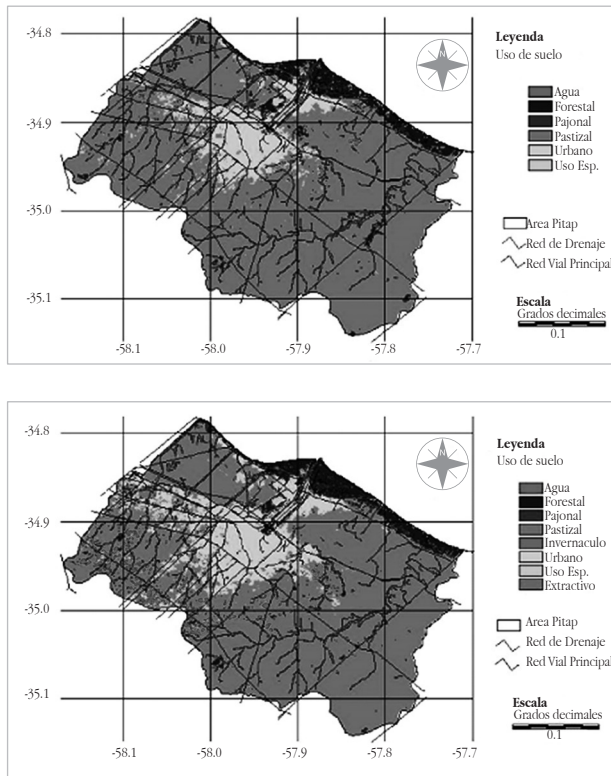 -34.8
-34.9
-35.0
-35.1
-58.1
-58.0
-57.9
-57.8
-57.7
N
Leyenda
Uso de suelo
Agua
Forestal
Pajonal
Pastizal
Urbano
Uso Esp.
Area Pitap
Red de Drenaje
Red Vial Principal
Escala
Grados decimales
0.1
-34.8
-34.9
-35.0
-35.1
-58.1
-58.0
-57.9
-57.8
-57.7
N
Leyenda
Uso de suelo
Agua
Forestal
Pajonal
Pastizal
Invernaculo
Urbano
Uso Esp.
Extractivo
Area Pitap
Red de Drenaje
Red Vial Principal
Escala
Grados decimales
0.1